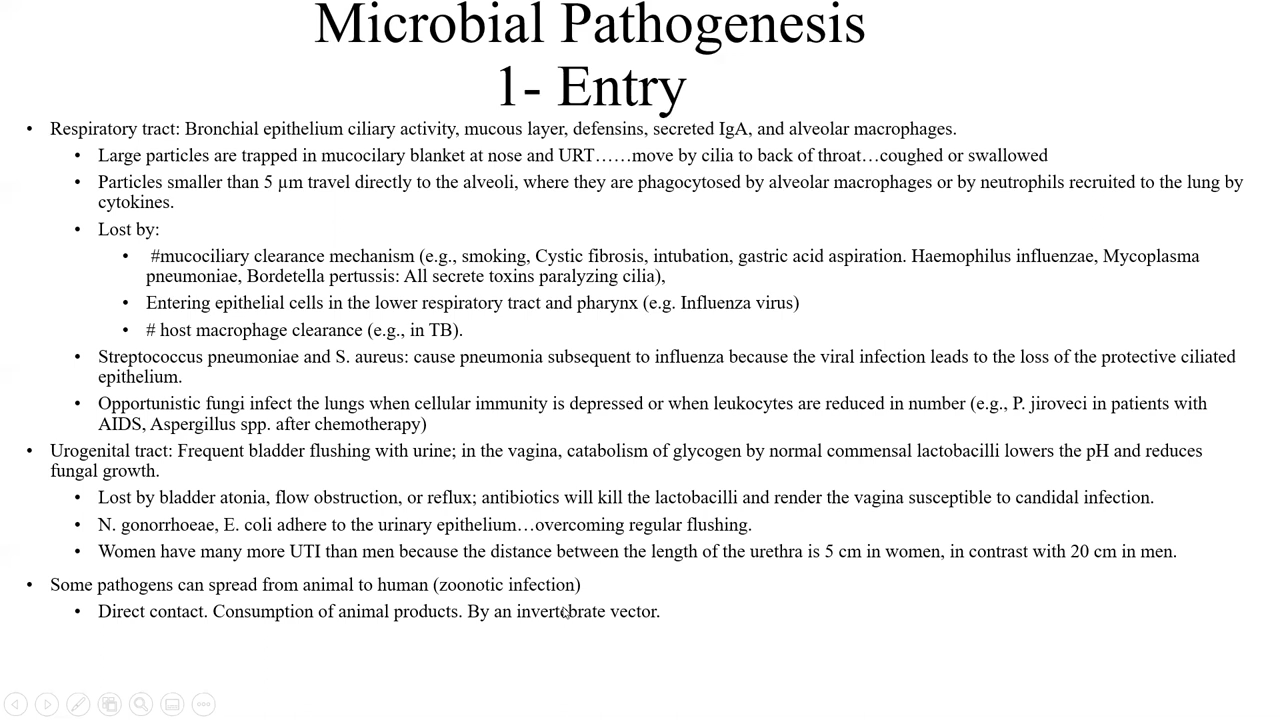 Microbial Pathogenesis
1- Entry
• Respiratory tract: Bronchial epithelium ciliary activity, mucous layer, defensins, secreted IgA, and alveolar macrophages.
• Large particles are trapped in mucocilary blanket at nose and URT……move by cilia to back of throat…coughed or swallowed
• Particles smaller than 5 µm travel directly to the alveoli, where they are phagocytosed by alveolar macrophages or by neutrophils recruited to the lung by
cytokines.
• Lost by:
• #mucociliary clearance mechanism (e.g., smoking, Cystic fibrosis, intubation, gastric acid aspiration. Haemophilus influenzae, Mycoplasma
pneumoniae, Bordetella pertussis: All secrete toxins paralyzing cilia),
• Entering epithelial cells in the lower respiratory tract and pharynx (e.g. Influenza virus)
• # host macrophage clearance (e.g., in TB).
• Streptococcus pneumoniae and S. aureus: cause pneumonia subsequent to influenza because the viral infection leads to the loss of the protective ciliated
epithelium.
• Opportunistic fungi infect the lungs when cellular immunity is depressed or when leukocytes are reduced in number (e.g., P. jiroveci in patients with
AIDS, Aspergillus spp. after chemotherapy)
• Urogenital tract: Frequent bladder flushing with urine; in the vagina, catabolism of glycogen by normal commensal lactobacilli lowers the pH and reduces
fungal growth.
• Lost by bladder atonia, flow obstruction, or reflux; antibiotics will kill the lactobacilli and render the vagina susceptible to candidal infection.
• N. gonorrhoeae, E. coli adhere to the urinary epithelium…overcoming regular flushing.
• Women have many more UTI than men because the distance between the length of the urethra is 5 cm in women, in contrast with 20 cm in men.
• Some pathogens can spread from animal to human (zoonotic infection)
• Direct contact. Consumption of animal products. By an invertebrate vector.